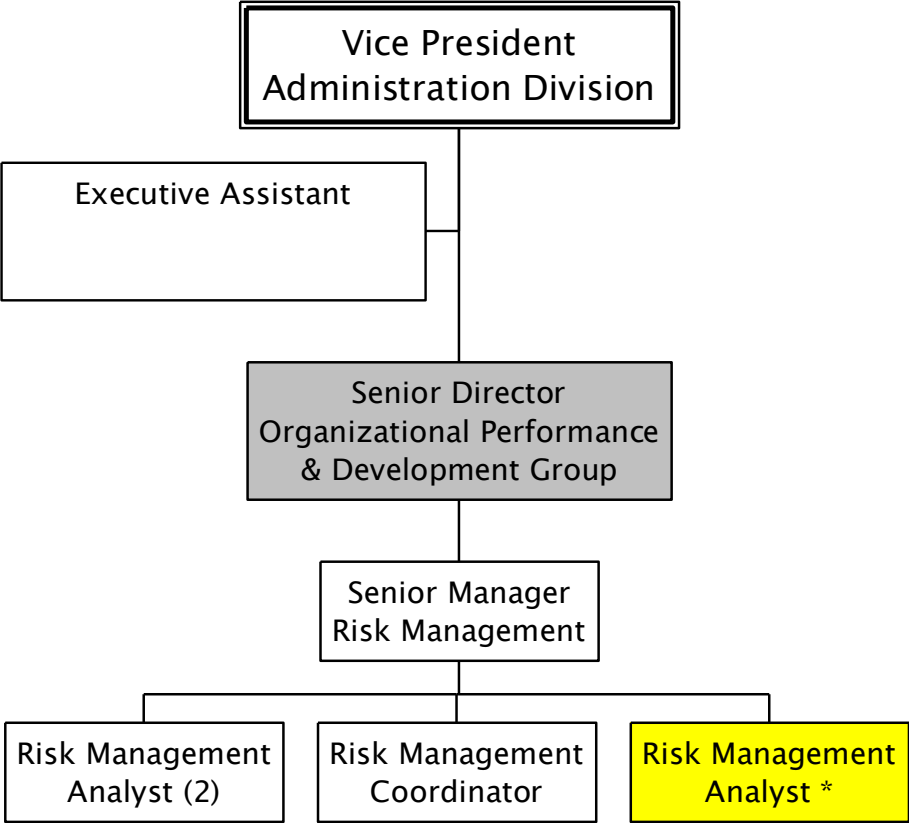 Vice President
Administration Division
Executive Assistant
Senior Director
Organizational Performance
& Development Group
Senior Manager
Risk Management
Risk Management
Analyst (2)
Risk Management
Coordinator
Risk Management
Analyst *